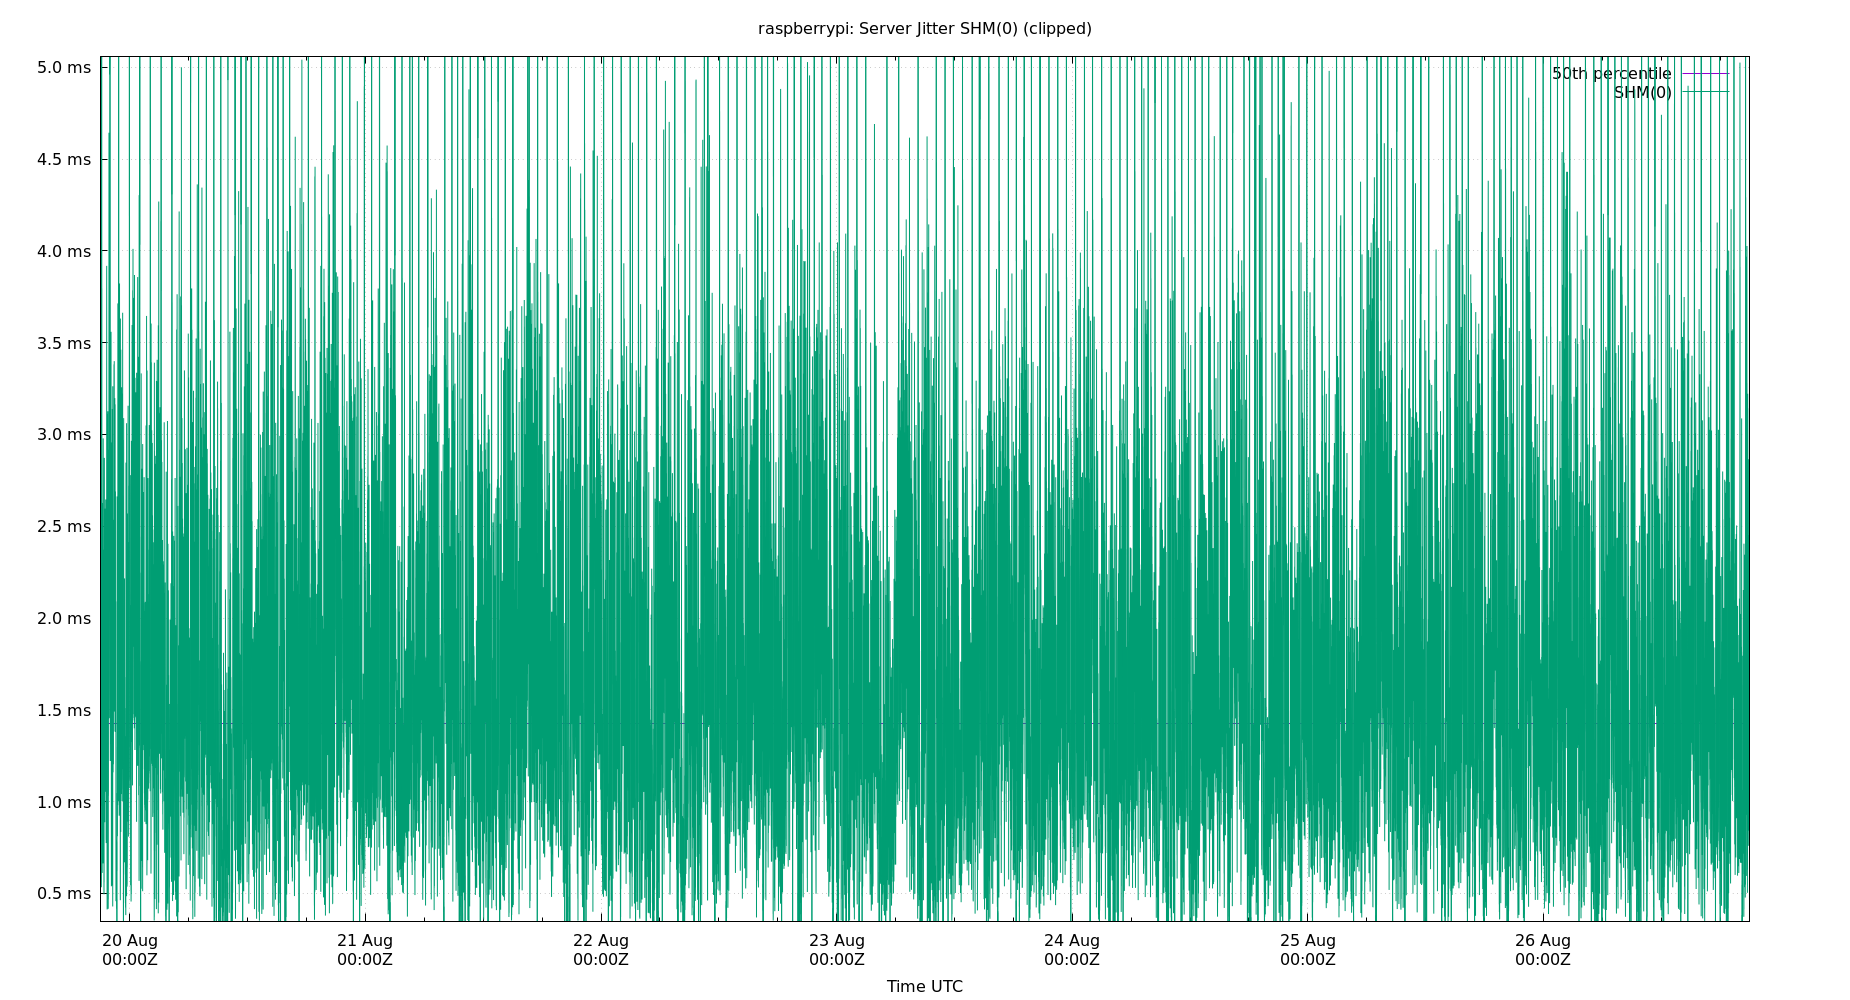 raspberrypi: Server Jitter SHM(0) (clipped)
5.0 ms
50th percentile
SHM(0)
4.5 ms
4.0 ms
3.5 ms
3.0 ms
2.5 ms
2.0 ms
1.5 ms
1.0 ms
0.5 ms
20 Aug 21 Aug 22 Aug 23 Aug 24 Aug 25 Aug 26 Aug
00:00Z 00:00Z 00:00Z 00:00Z 00:00Z 00:00Z 00:00Z
Time UTC